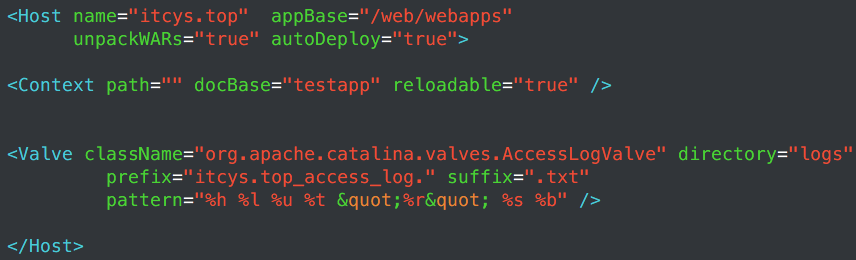 <Host name="itcys.top"  appBase="/web/webapps"
      unpackWARs="true" autoDeploy="true">
<Context path="" docBase="testapp" reloadable="true" />
<Valve className="org.apache.catalina.valves.AccessLogValve" directory="logs"
         prefix="itcys.top_access_log." suffix=".txt"
         pattern="%h %l %u %t &quot;%r&quot; %s %b" />
</Host>